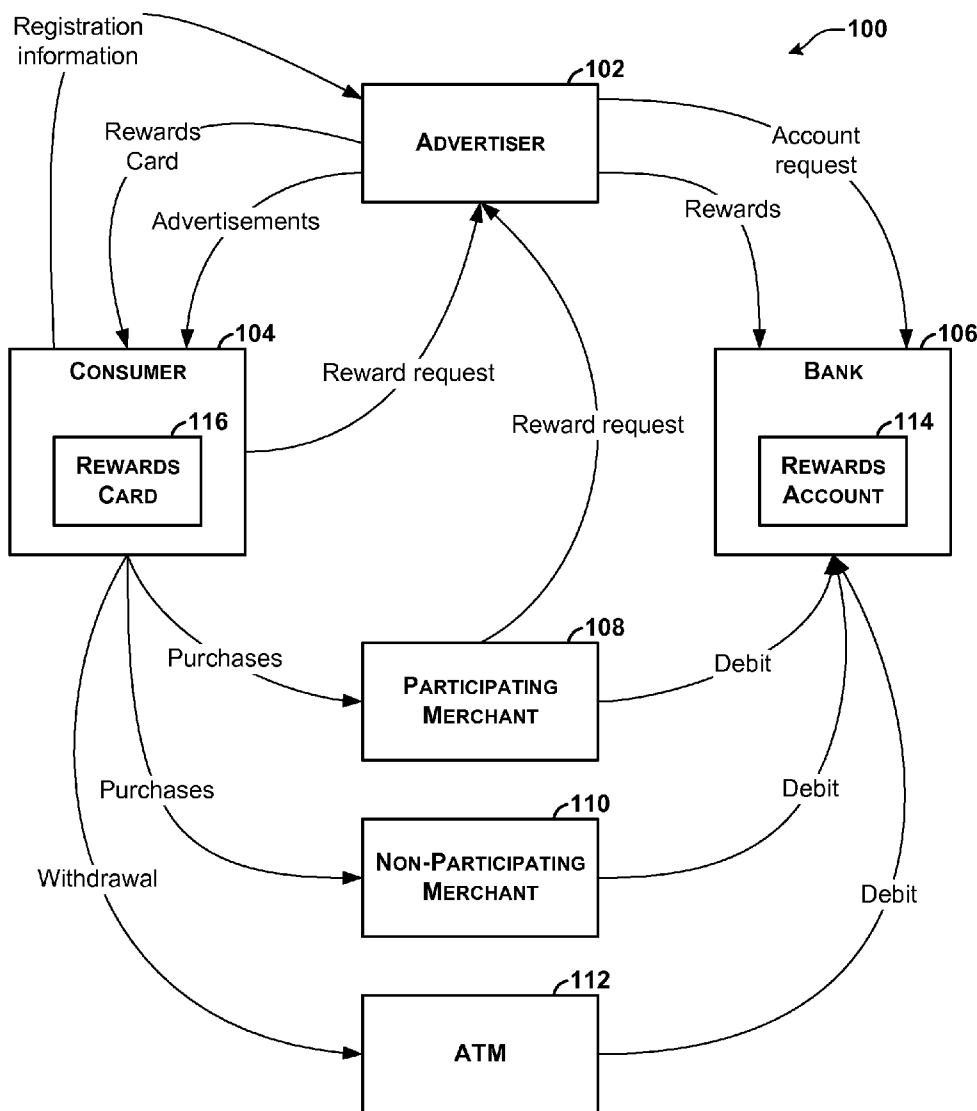 Registration
information
100
102
ADVERTISER
Rewards
Card
Account
request
Advertisements
Rewards
104
CONSUMER
116
REWARDS
CARD
Reward request
Reward request
106
BANK
114
REWARDS
ACCOUNT
108
PARTICIPATING
MERCHANT
Purchases
Debit
110
NON-PARTICIPATING
MERCHANT
Purchases
Debit
Withdrawal
Debit
112
ATM